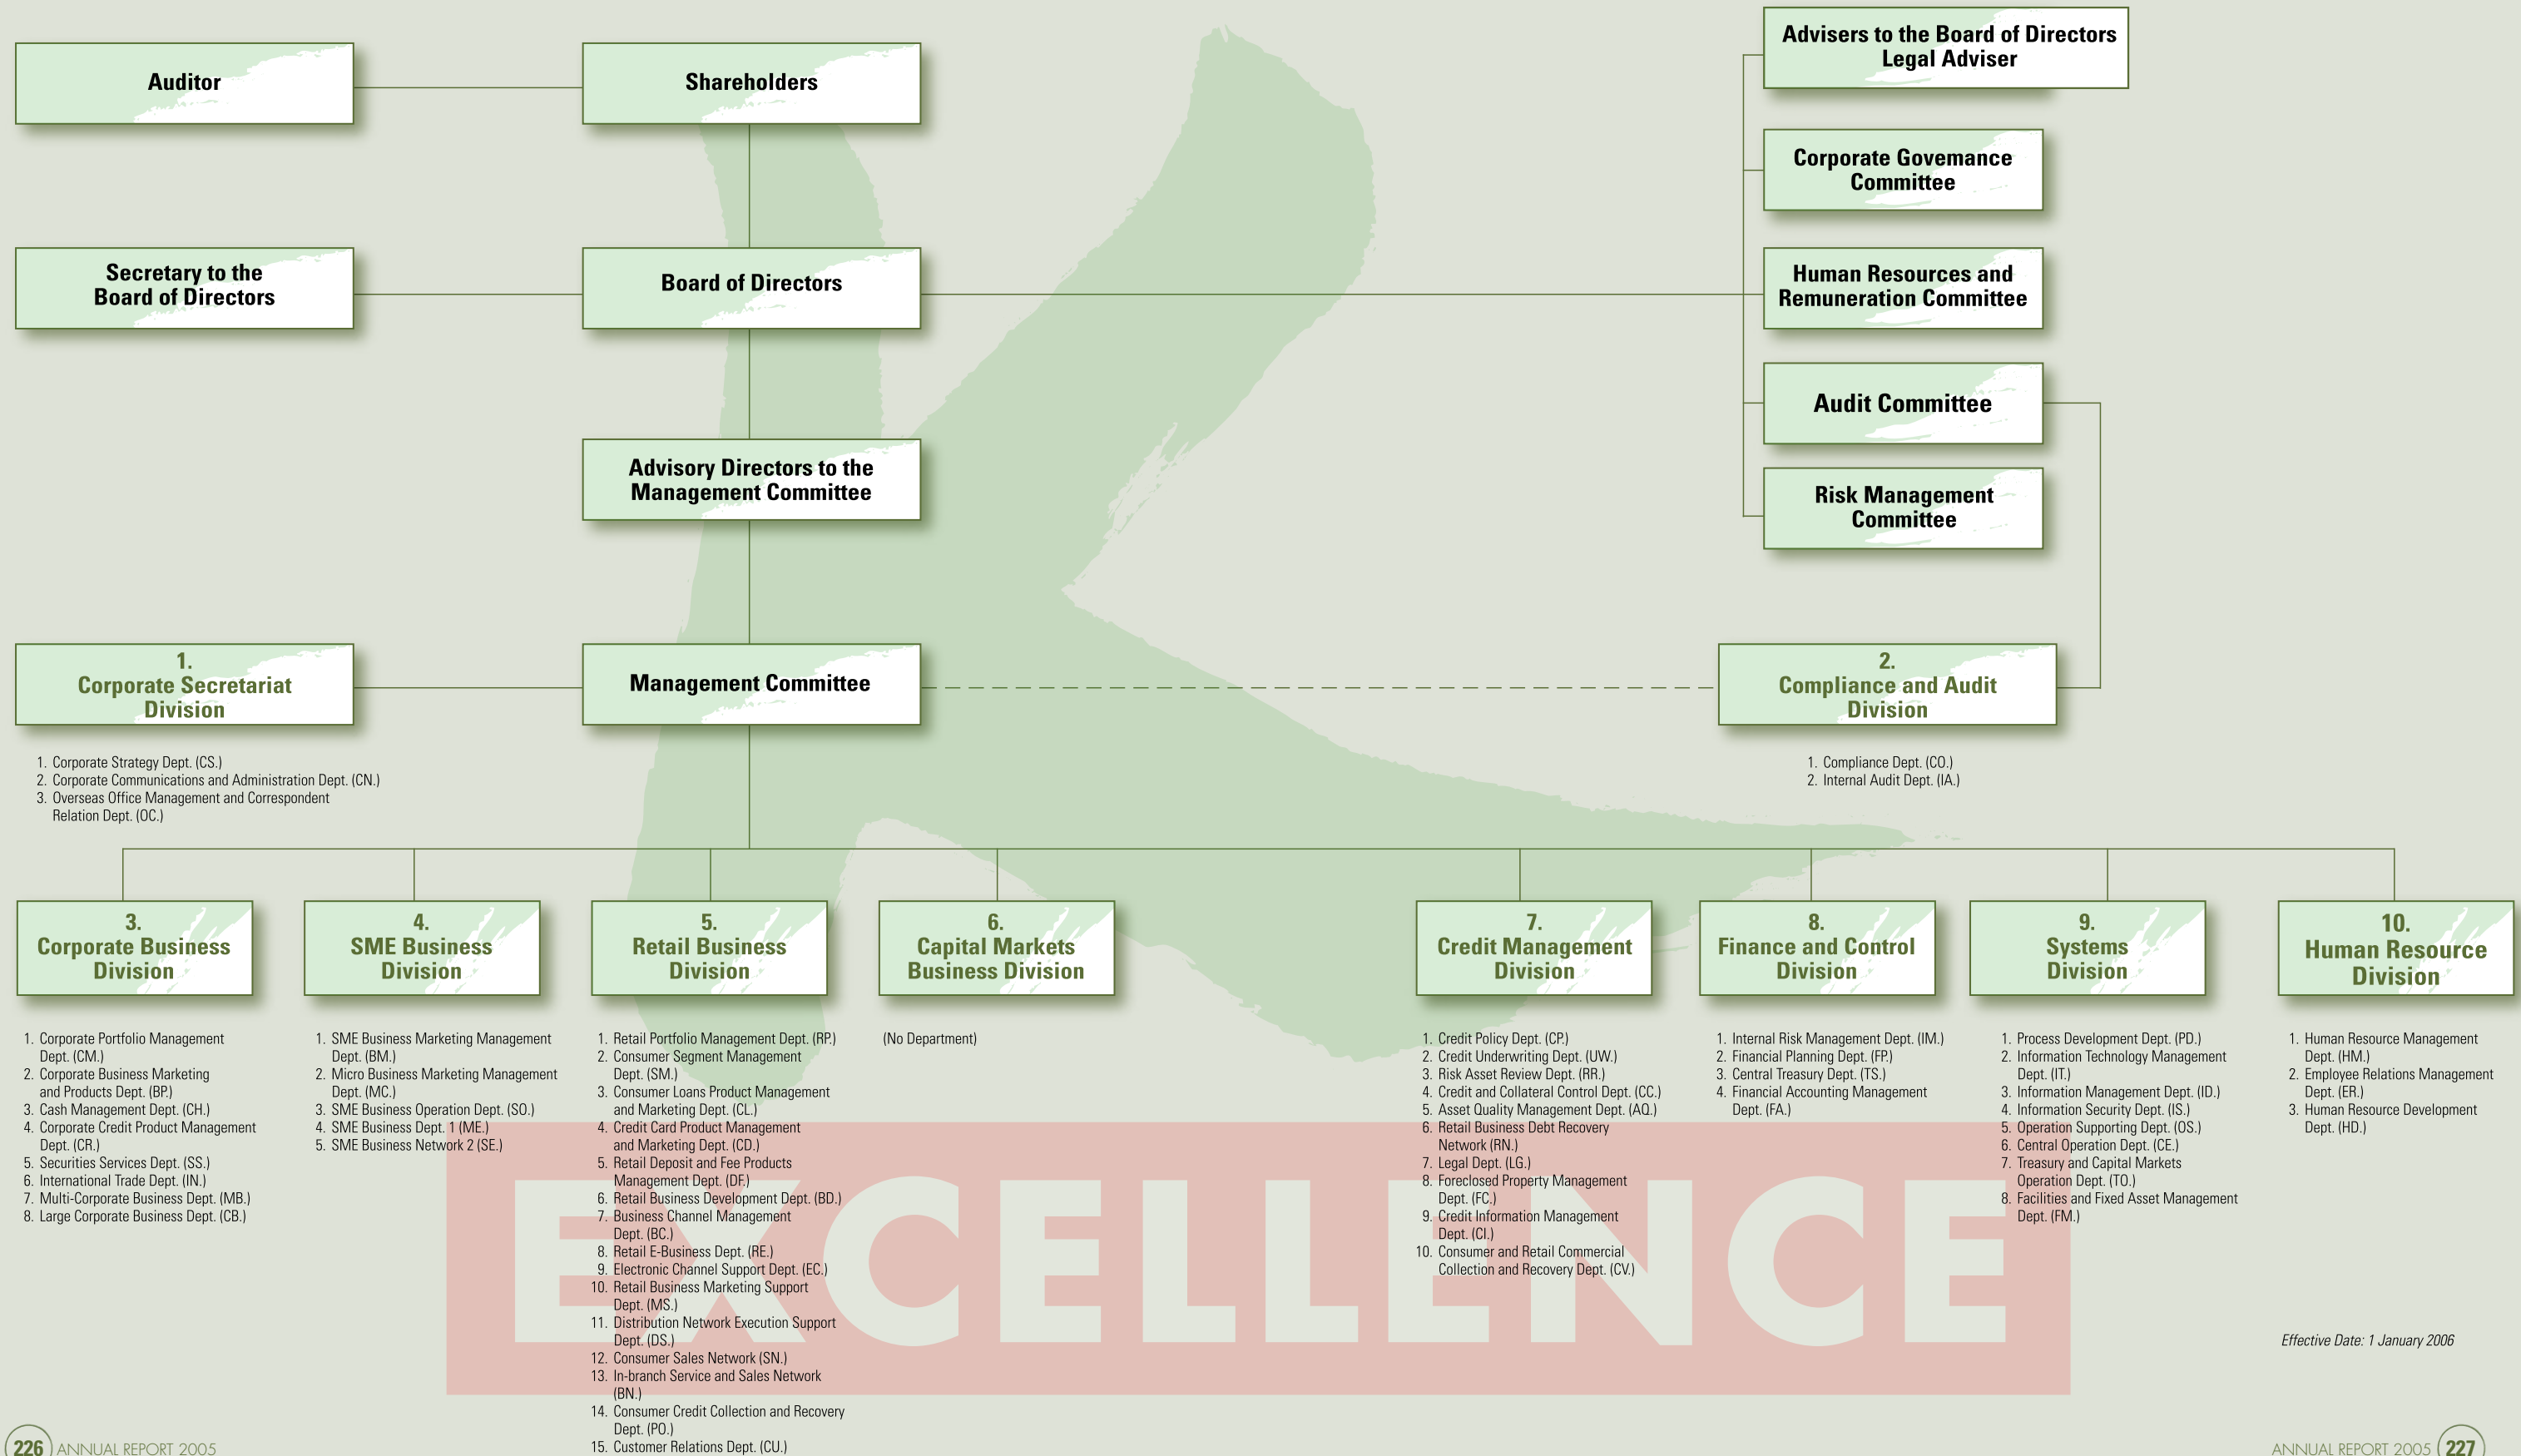 Auditor
Shareholders
Advisers to the Board of Directors
Legal Adviser
Corporate Govemance
Committee
Secretary to the
Board of Directors
Board of Directors
Human Resources and
Remuneration Committee
Audit Committee
Advisory Directors to the
Management Committee
Risk Management
Committee
1.
Corporate Secretariat
Division
Management Committee
2.
Compliance and Audit
Division
1. Corporate Strategy Dept. (CS.)
2. Corporate Communications and Administration Dept. (CN.)
3. Overseas Office Management and Correspondent
Relation Dept. (OC.)
1. Compliance Dept. (CO.)
2. Internal Audit Dept. (IA.)
3.
Corporate Business
Division
4.
SME Business
Division
5.
Retail Business
Division
6.
Capital Markets
Business Division
7.
Credit Management
Division
8.
Finance and Control
Division
9.
Systems
Division
10.
Human Resource
Division
1. Corporate Portfolio Management
Dept. (CM.)
2. Corporate Business Marketing
and Products Dept. (BP.)
3. Cash Management Dept. (CH.)
4. Corporate Credit Product Management
Dept. (CR.)
5. Securities Services Dept. (SS.)
6. International Trade Dept. (IN.)
7. Multi-Corporate Business Dept. (MB.)
8. Large Corporate Business Dept. (CB.)
1. SME Business Marketing Management
Dept. (BM.)
2. Micro Business Marketing Management
Dept. (MC.)
3. SME Business Operation Dept. (SO.)
4. SME Business Dept. 1 (ME.)
5. SME Business Network 2 (SE.)
1. Retail Portfolio Management Dept. (RP.)
2. Consumer Segment Management
Dept. (SM.)
3. Consumer Loans Product Management
and Marketing Dept. (CL.)
4. Credit Card Product Management
and Marketing Dept. (CD.)
5. Retail Deposit and Fee Products
Management Dept. (DF.)
6. Retail Business Development Dept. (BD.)
7. Business Channel Management
Dept. (BC.)
8. Retail E-Business Dept. (RE.)
9. Electronic Channel Support Dept. (EC.)
10. Retail Business Marketing Support
Dept. (MS.)
11. Distribution Network Execution Support
Dept. (DS.)
12. Consumer Sales Network (SN.)
13. In-branch Service and Sales Network
(BN.)
14. Consumer Credit Collection and Recovery
Dept. (PO.)
15. Customer Relations Dept. (CU.)
(No Department)
1. Credit Policy Dept. (CP.)
2. Credit Underwriting Dept. (UW.)
3. Risk Asset Review Dept. (RR.)
4. Credit and Collateral Control Dept. (CC.)
5. Asset Quality Management Dept. (AQ.)
6. Retail Business Debt Recovery
Network (RN.)
7. Legal Dept. (LG.)
8. Foreclosed Property Management
Dept. (FC.)
9. Credit Information Management
Dept. (CI.)
10. Consumer and Retail Commercial
Collection and Recovery Dept. (CV.)
1. Internal Risk Management Dept. (IM.)
2. Financial Planning Dept. (FP.)
3. Central Treasury Dept. (TS.)
4. Financial Accounting Management
Dept. (FA.)
1. Process Development Dept. (PD.)
2. Information Technology Management
Dept. (IT.)
3. Information Management Dept. (ID.)
4. Information Security Dept. (IS.)
5. Operation Supporting Dept. (OS.)
6. Central Operation Dept. (CE.)
7. Treasury and Capital Markets
Operation Dept. (TO.)
8. Facilities and Fixed Asset Management
Dept. (FM.)
1. Human Resource Management
Dept. (HM.)
2. Employee Relations Management
Dept. (ER.)
3. Human Resource Development
Dept. (HD.)
EXCELLENCE
Effective Date: 1 January 2006
226 ANNUAL REPORT 2005
ANNUAL REPORT 2005 227